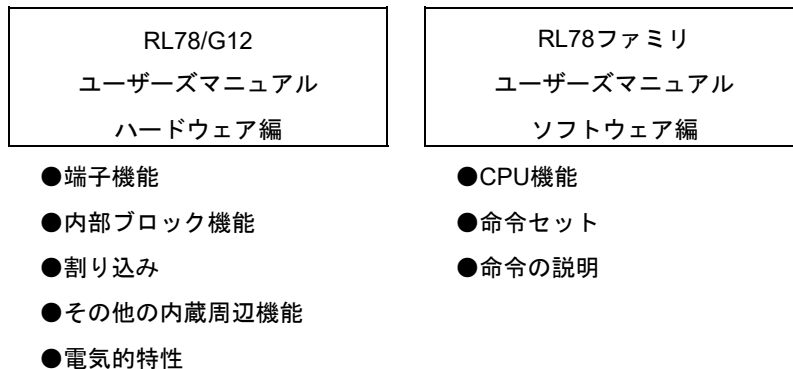 RL78/G12
ユーザーズマニュアル
ハードウェア編
●端子機能
●内部ブロック機能
●割り込み
●その他の内蔵周辺機能
●電気的特性
RL78ファミリ
ユーザーズマニュアル
ソフトウェア編
●CPU機能
●命令セット
●命令の説明